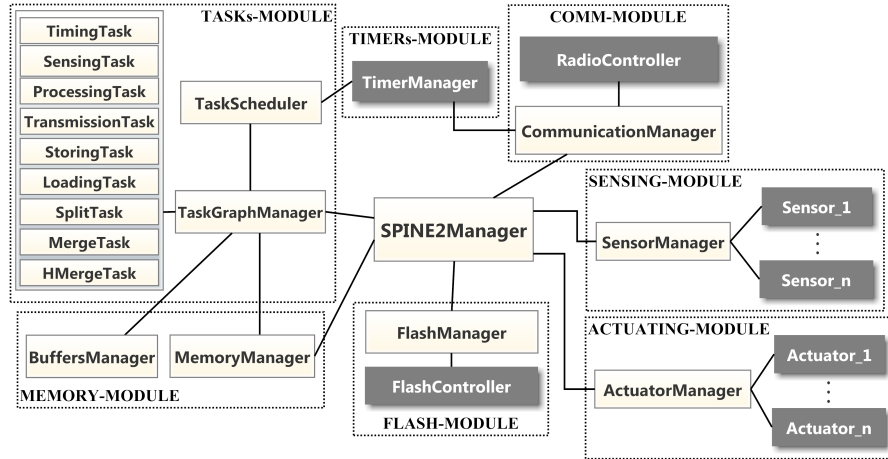 TASKs-MODULE
TimingTask
SensingTask
ProcessingTask
TransmissionTask
StoringTask
LoadingTask
SplitTask
MergeTask
HMergeTask
TaskScheduler
TaskGraphManager
TIMERs-MODULE
TimerManager
COMM-MODULE
RadioController
CommunicationManager
SPINE2Manager
SENSING-MODULE
SensorManager
Sensor_1
Sensor_n
BuffersManager
MemoryManager
MEMORY-MODULE
FlashManager
FlashController
FLASH-MODULE
ACTUATING-MODULE
ActuatorManager
Actuator_1
Actuator_n